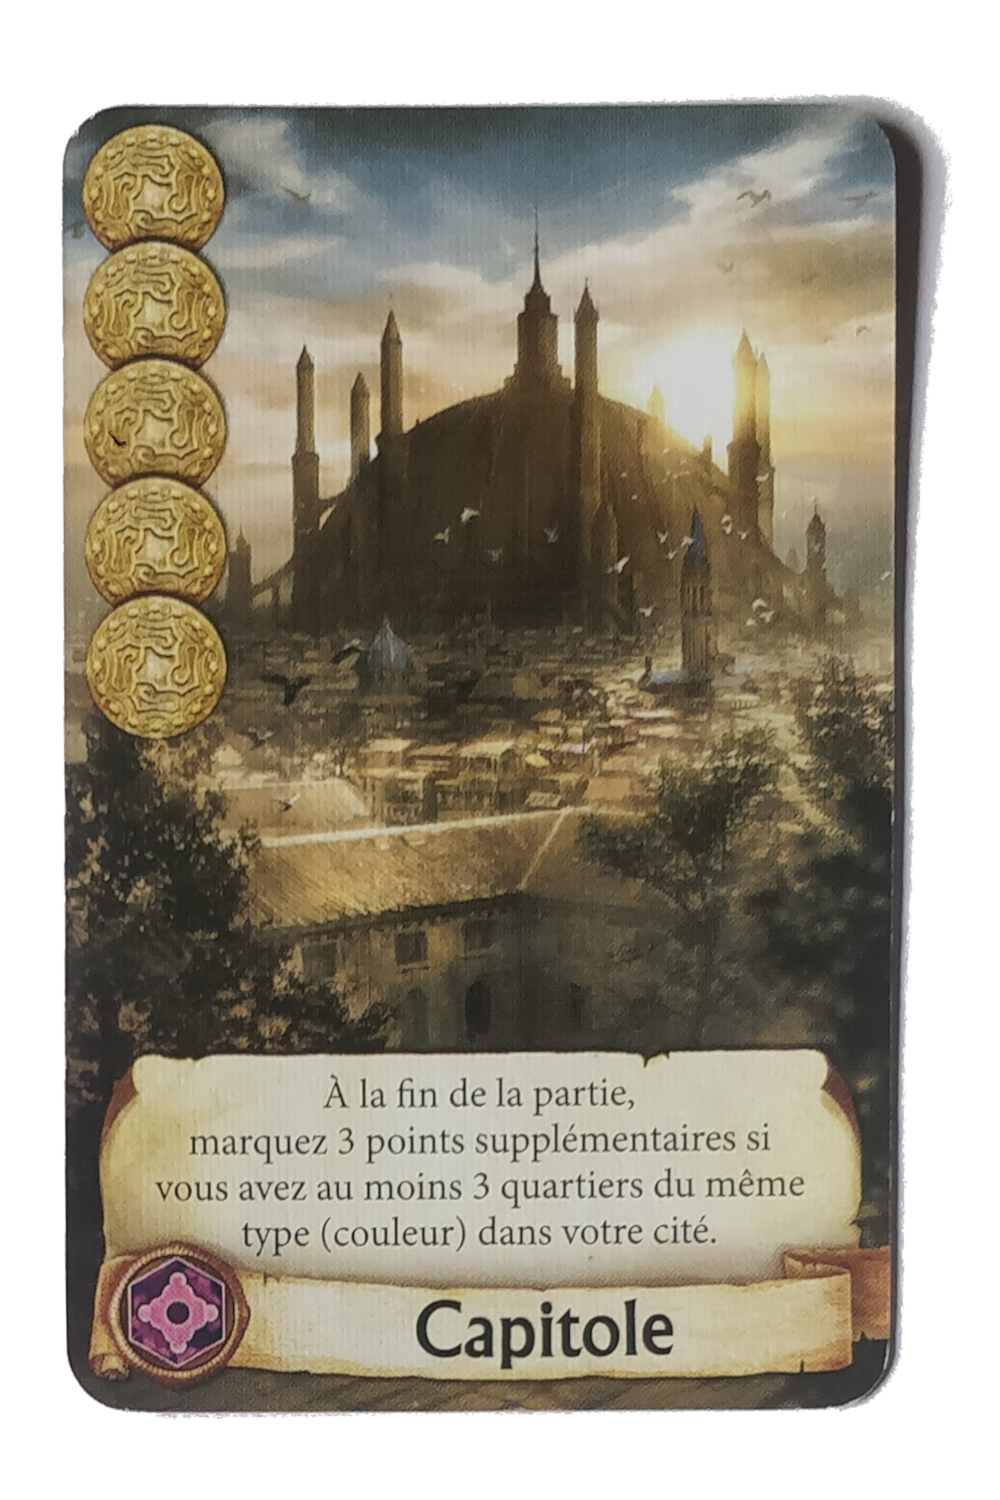 À la fin de la partie,
marquez 3 points supplémentaires si
vous avez au moins 3 quartiers du même
type (couleur) dans votre cité.
Capitole